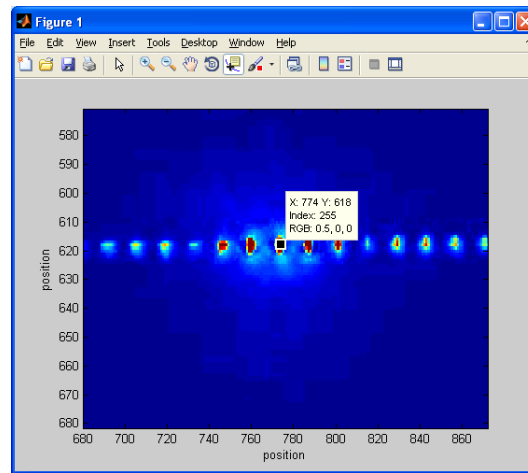 Figure 1
File Edit View Insert Tools Desktop Window Help
X: 774 Y: 618
Index: 255
RGB: 0.5, 0, 0
position
580
590
600
610
620
630
640
650
660
670
680
680 700 720 740 760 780 800 820 840 860
position